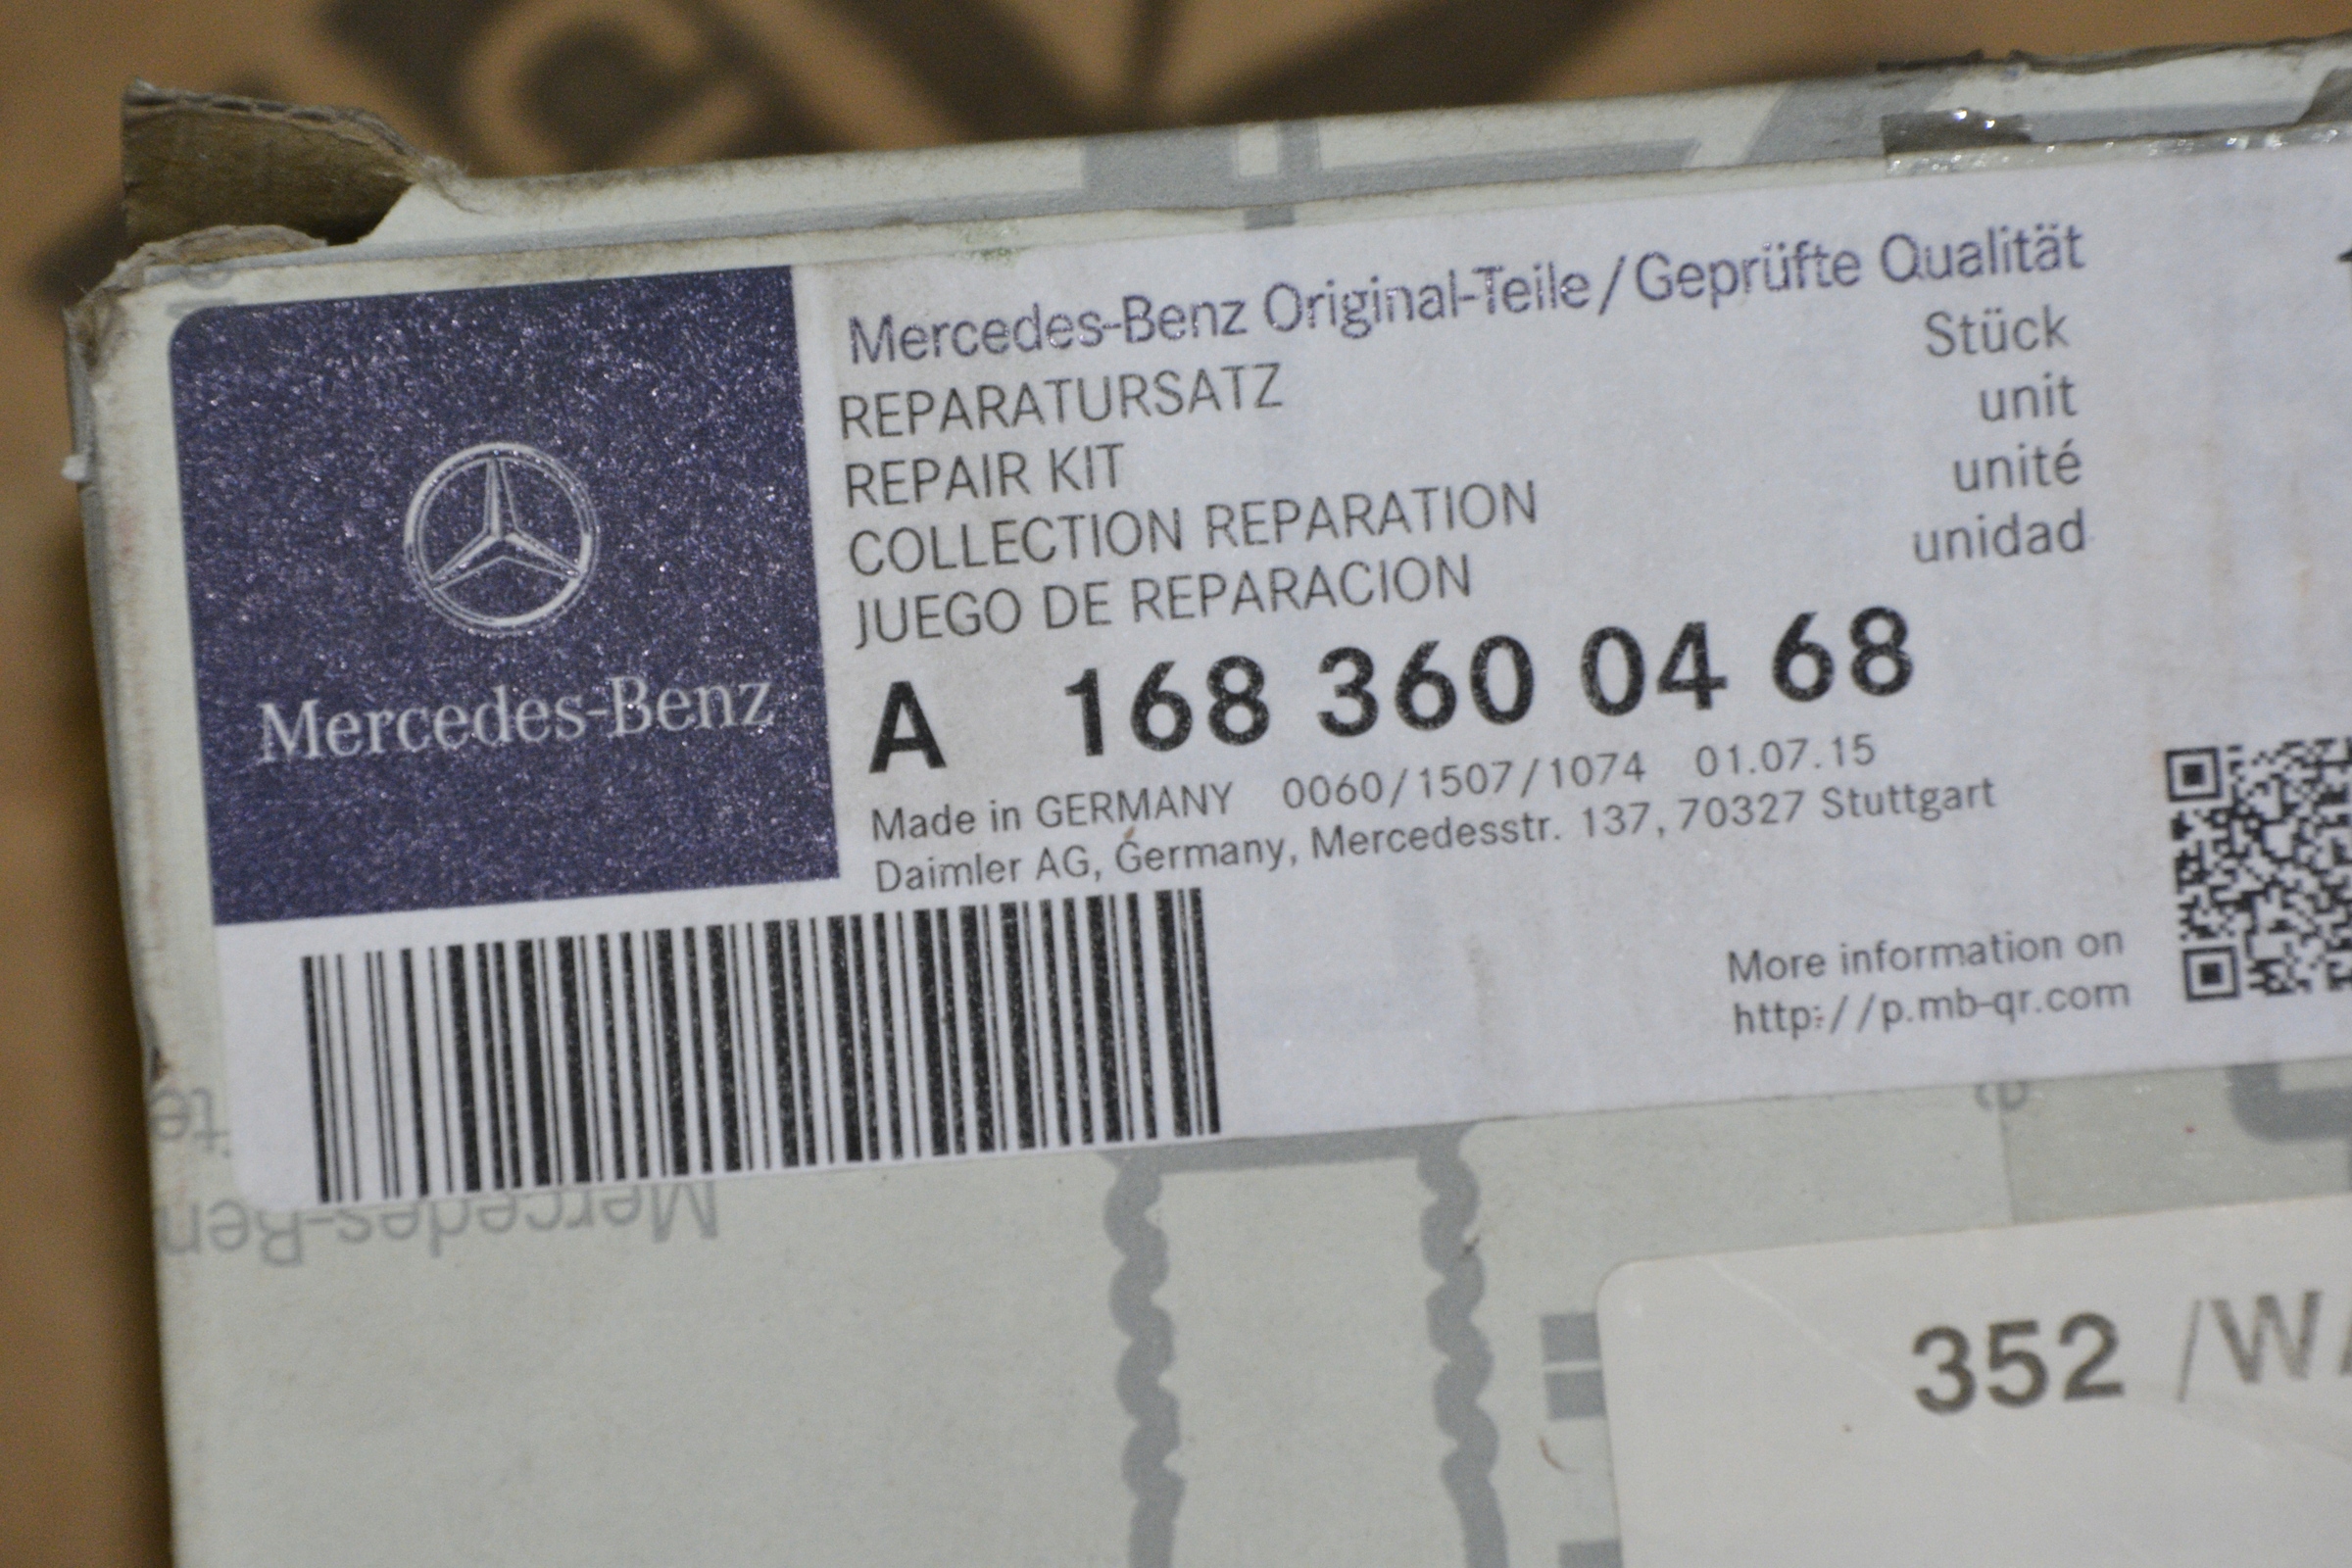 Mercedes-Benz
Mercedes-Benz Original-Teile/Geprüfte Qualität
REPARATURSATZ
REPAIR KIT
COLLECTION REPARATION
JUEGO DE REPARACION
Stück
unit
unité
unidad
A 168 360 04 68
Made in GERMANY 0060/1507/1074 01.07.15
Daimler AG, Germany, Mercedesstr. 137, 70327 Stuttgart
More information on
http://p.mb-qr.com
Mercedes-Ben
352 /W